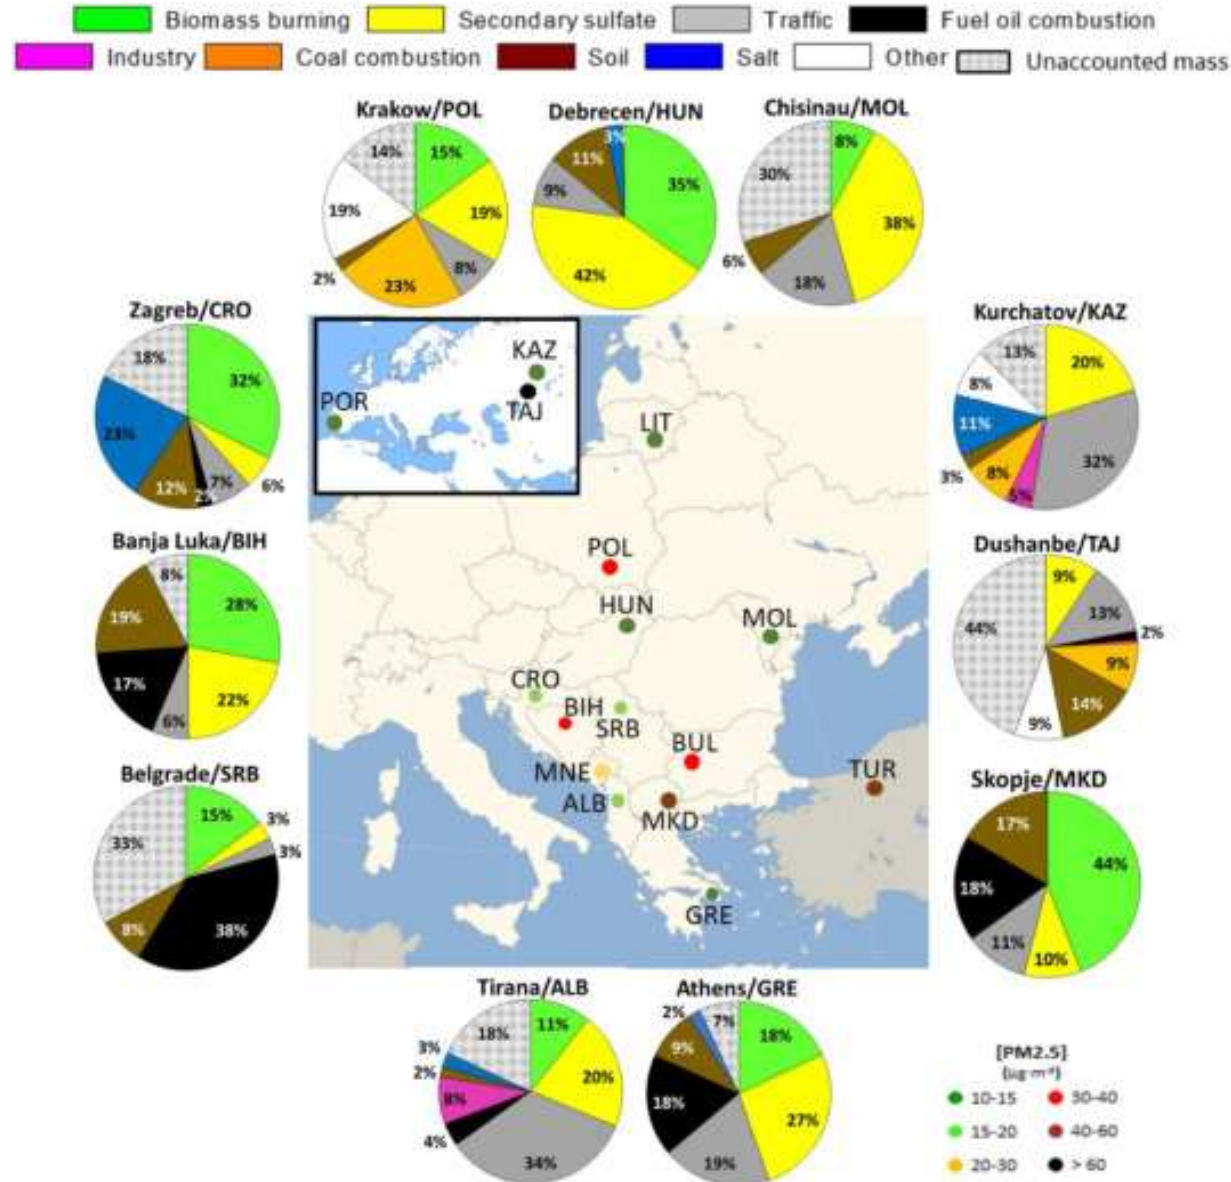 Biomass burning Secondary sulfate Traffic Fuel oil combustion
Industry Coal combustion Soil Salt Other Unaccounted mass
Krakow/POL
14%
15%
19%
19%
8%
23%
2%
Debrecen/HUN
3%
11%
9%
35%
42%
Chisinau/MOL
8%
30%
38%
6%
18%
Zagreb/CRO
18%
32%
23%
12%
2%
7%
6%
KAZ
POR
TAJ
LIT
POL
HUN
MOL
CRO
BIH
SRB
BUL
MNE
ALB
MKD
TUR
GRE
Kurchatov/KAZ
13%
20%
8%
11%
32%
3%
8%
5%
Banja Luka/BIH
8%
28%
19%
17%
22%
6%
Dushanbe/TAJ
9%
13%
44%
2%
9%
14%
9%
Belgrade/SRB
15%
3%
3%
33%
8%
38%
Skopje/MKD
17%
44%
18%
11%
10%
Tirana/ALB
18%
11%
3%
2%
20%
8%
4%
34%
Athens/GRE
2%
7%
18%
9%
18%
27%
19%
[PM2.5]
(µg·m⁻³)
10-15 30-40
15-20 40-60
20-30 > 60